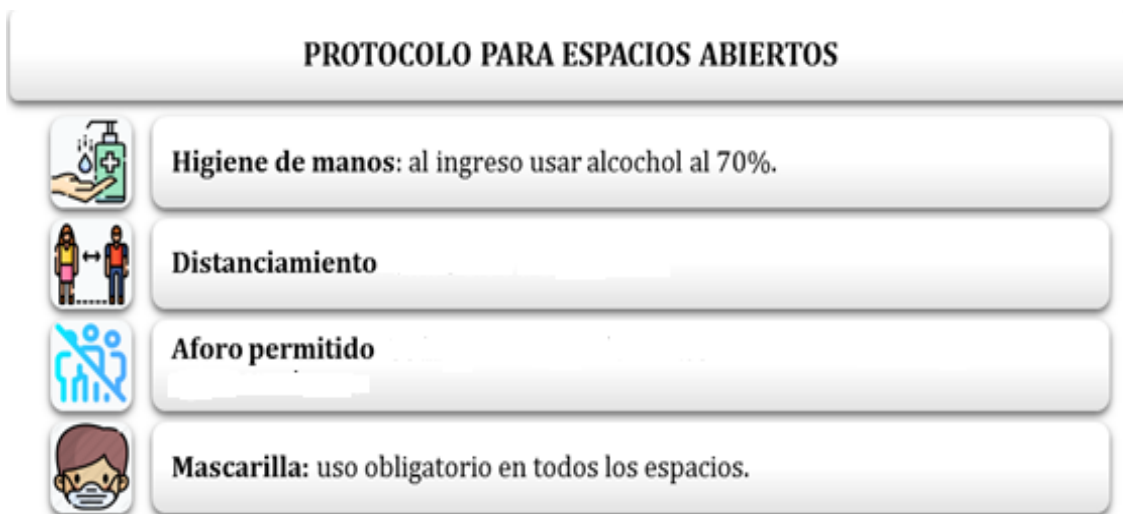 PROTOCOLO PARA ESPACIOS ABIERTOS
Higiene de manos: al ingreso usar alcochol al 70%.
Distanciamiento
Aforo permitido
Mascarilla: uso obligatorio en todos los espacios.